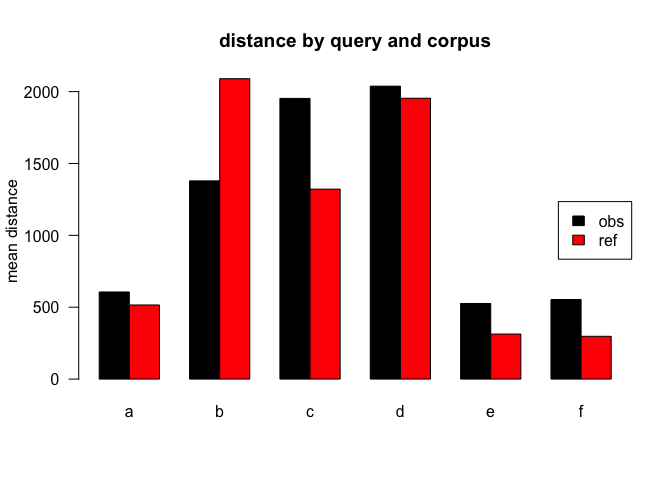 distance by query and corpus
mean distance
2000
1500
1000
500
0
obs
ref
a b c d e f